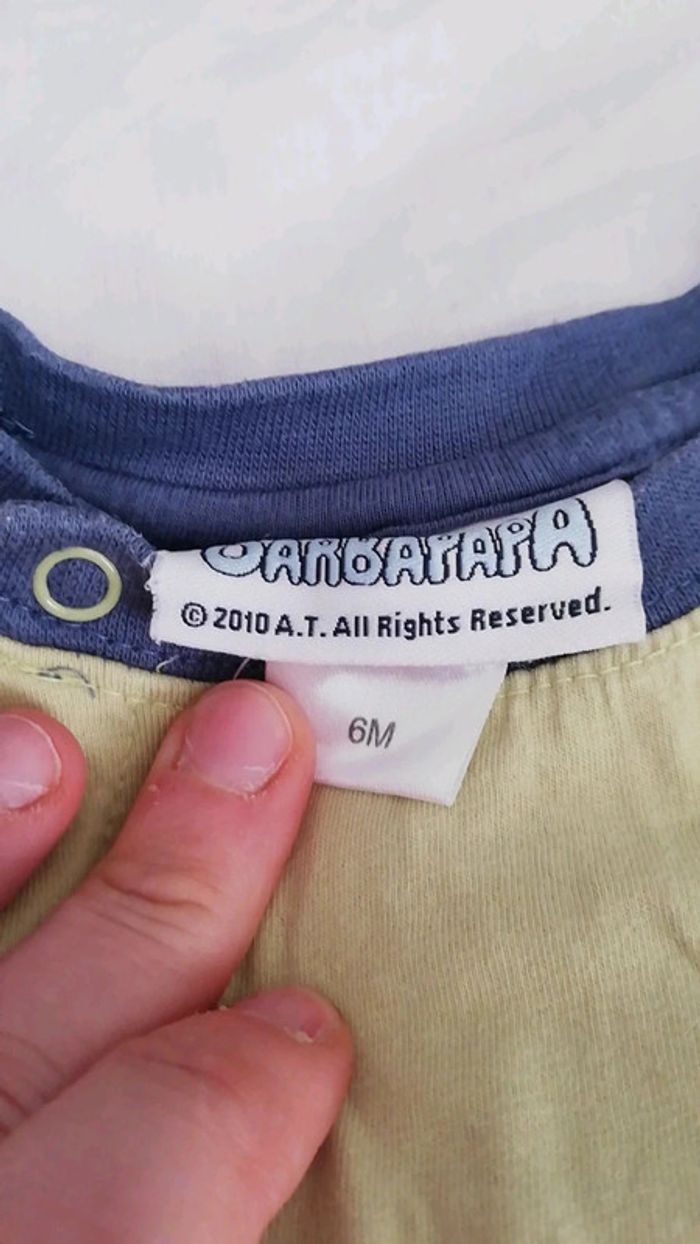 BARBAPAPA
© 2010 A.T. All Rights Reserved.
6M